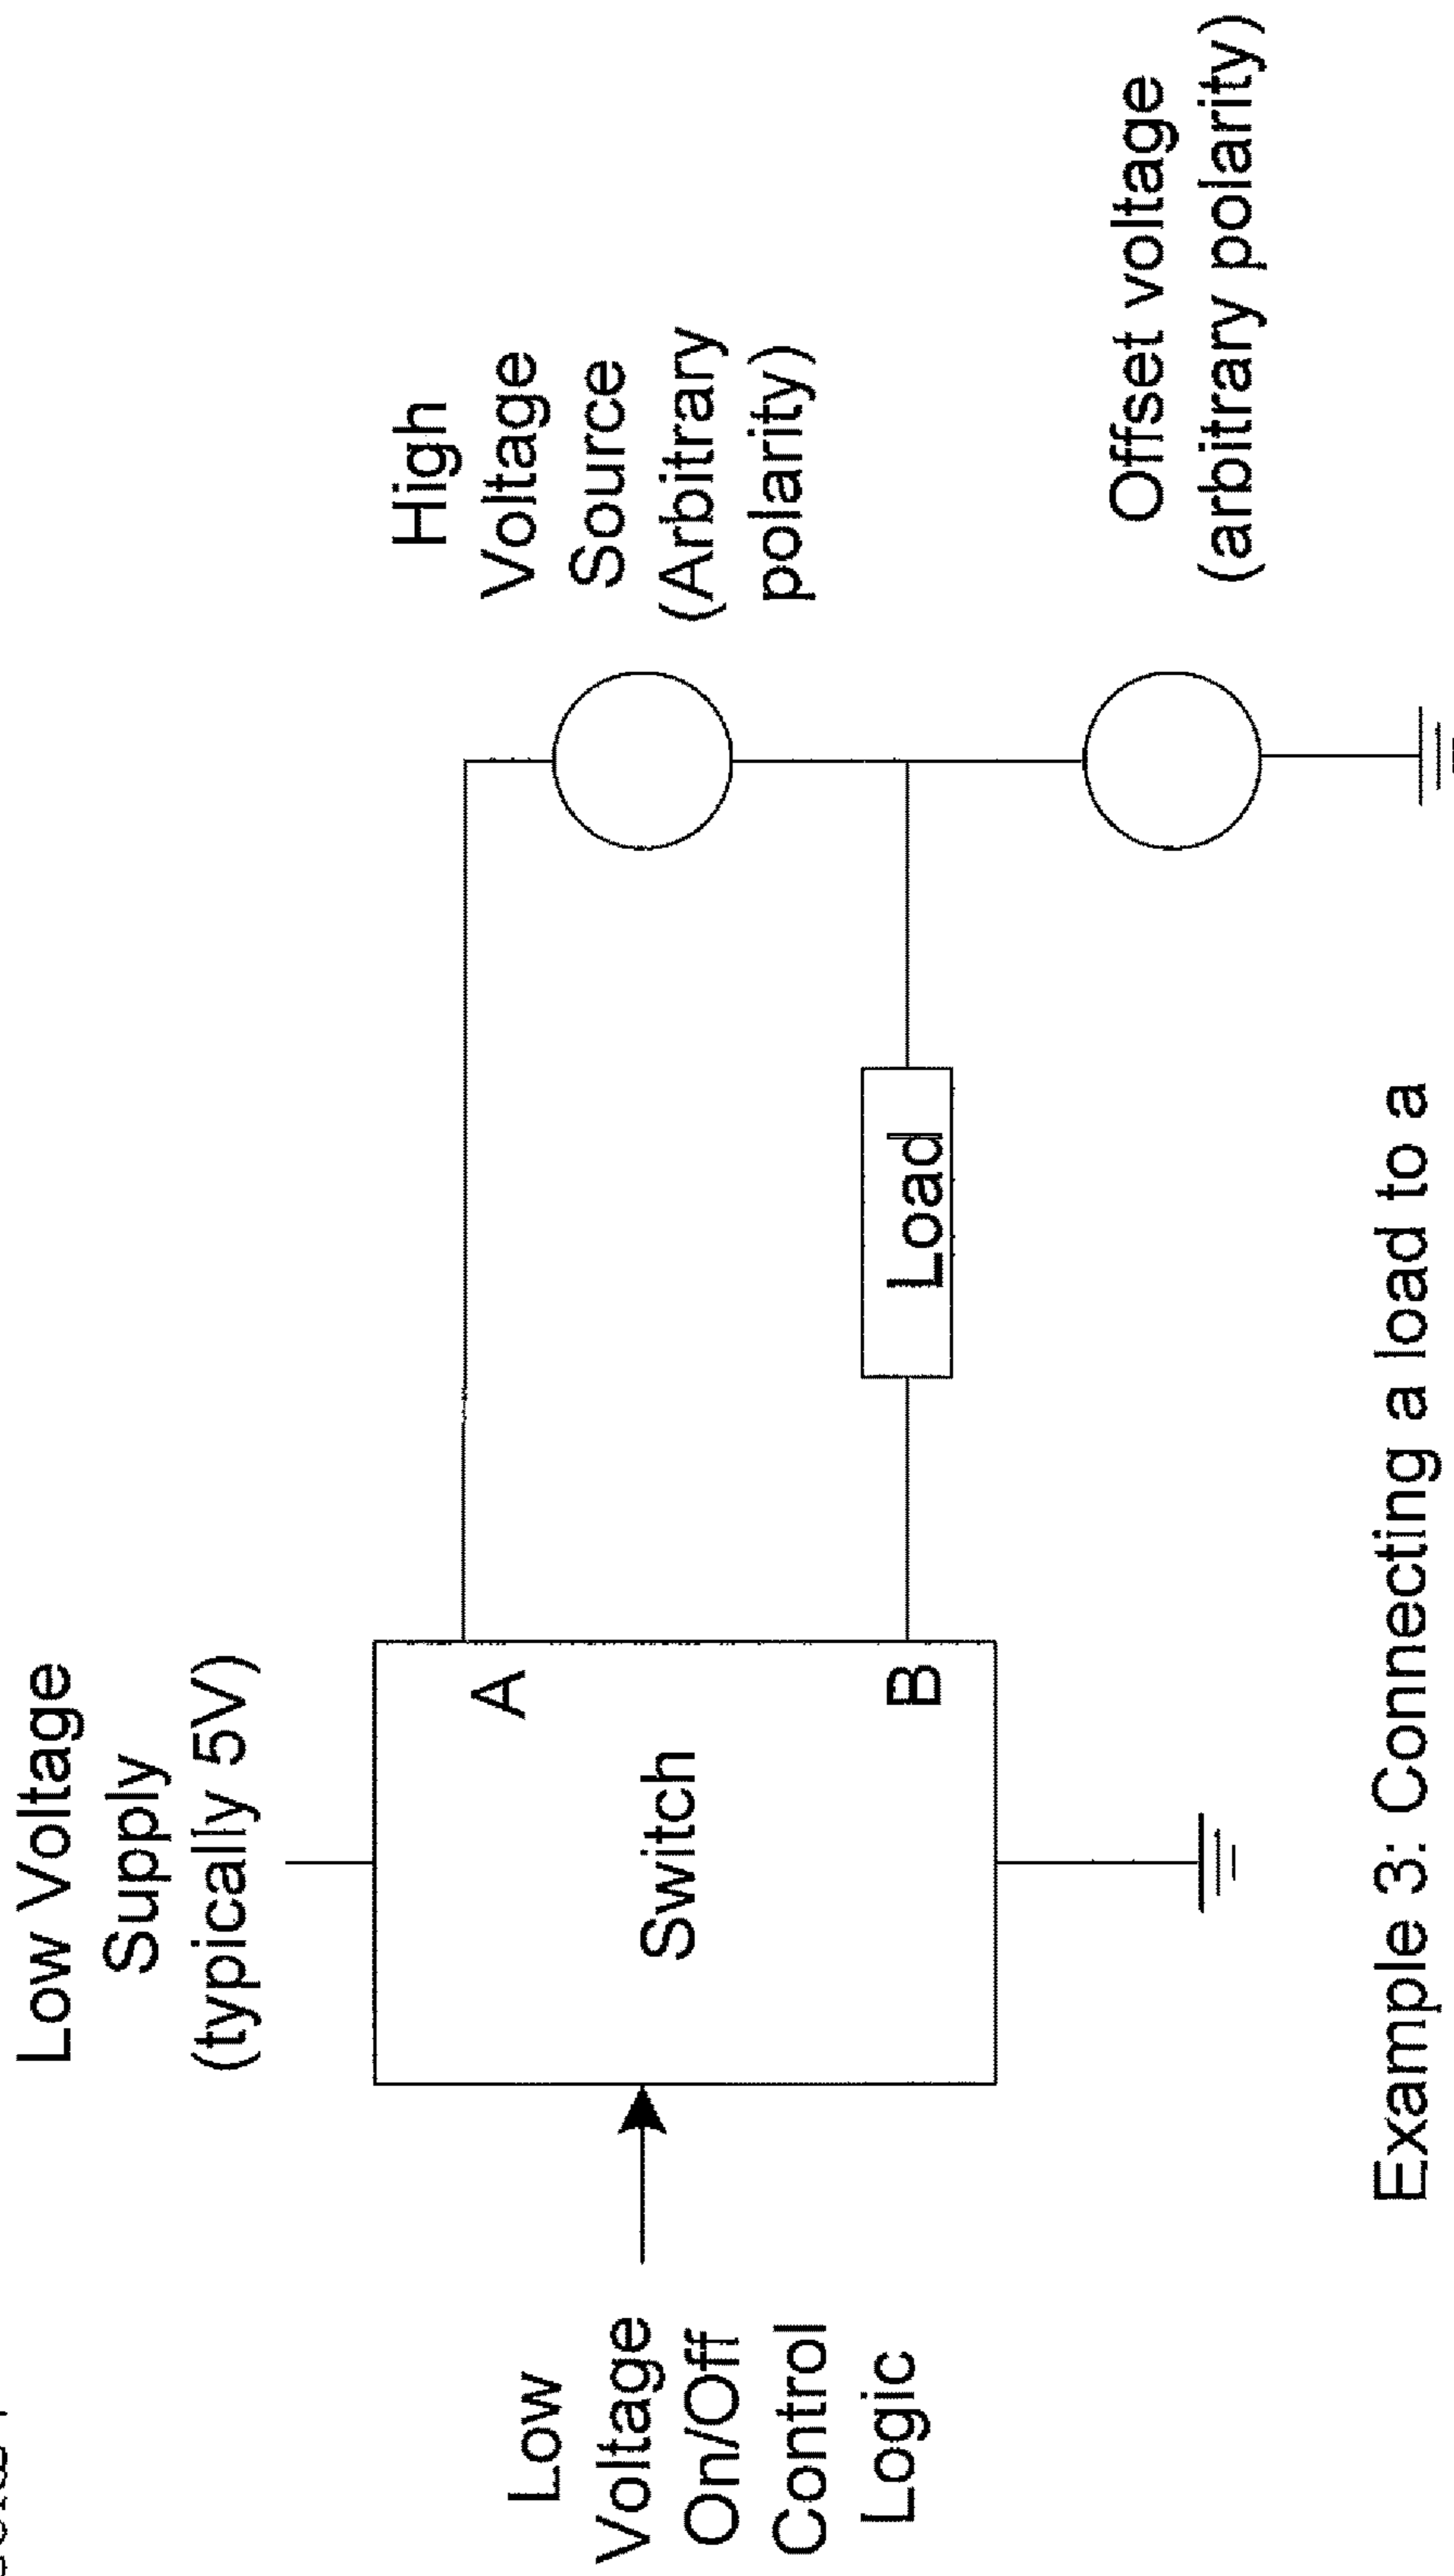 Low Voltage
Supply
(typically 5V)
Low
Voltage
On/Off
Control
Logic
Switch
A
B
Load
High
Voltage
Source
(Arbitrary
polarity)
Offset voltage
(arbitrary polarity)
Example 3: Connecting a load to a